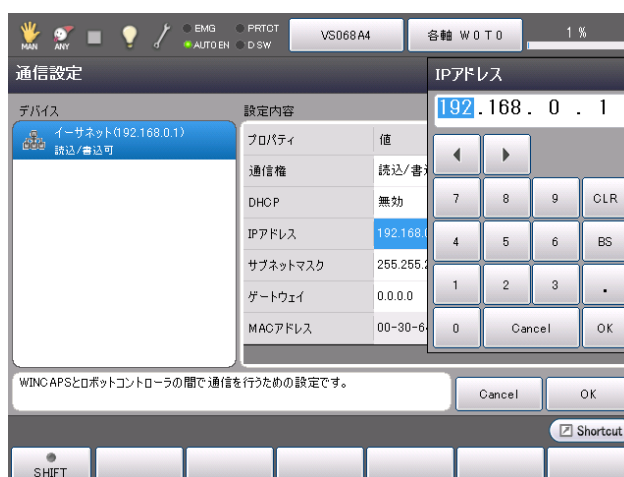 MAN
ANY
EMG
AUTO EN
PRTCT
D SW
VS068A4
各軸 W 0 T 0
1 %
通信設定
デバイス
イーサネット(192.168.0.1)
読込/書込可
設定内容
プロパティ 値
通信権 読込/書
DHCP 無効
IPアドレス 192.168.
サブネットマスク 255.255.
ゲートウェイ 0.0.0.0
MACアドレス 00-30-6
IPアドレス
192.168. 0 . 1
7 8 9 CLR
4 5 6 BS
1 2 3 .
0 Cancel OK
WINCAPSとロボットコントローラの間で通信を行うための設定です。
Cancel OK
Shortcut
SHIFT